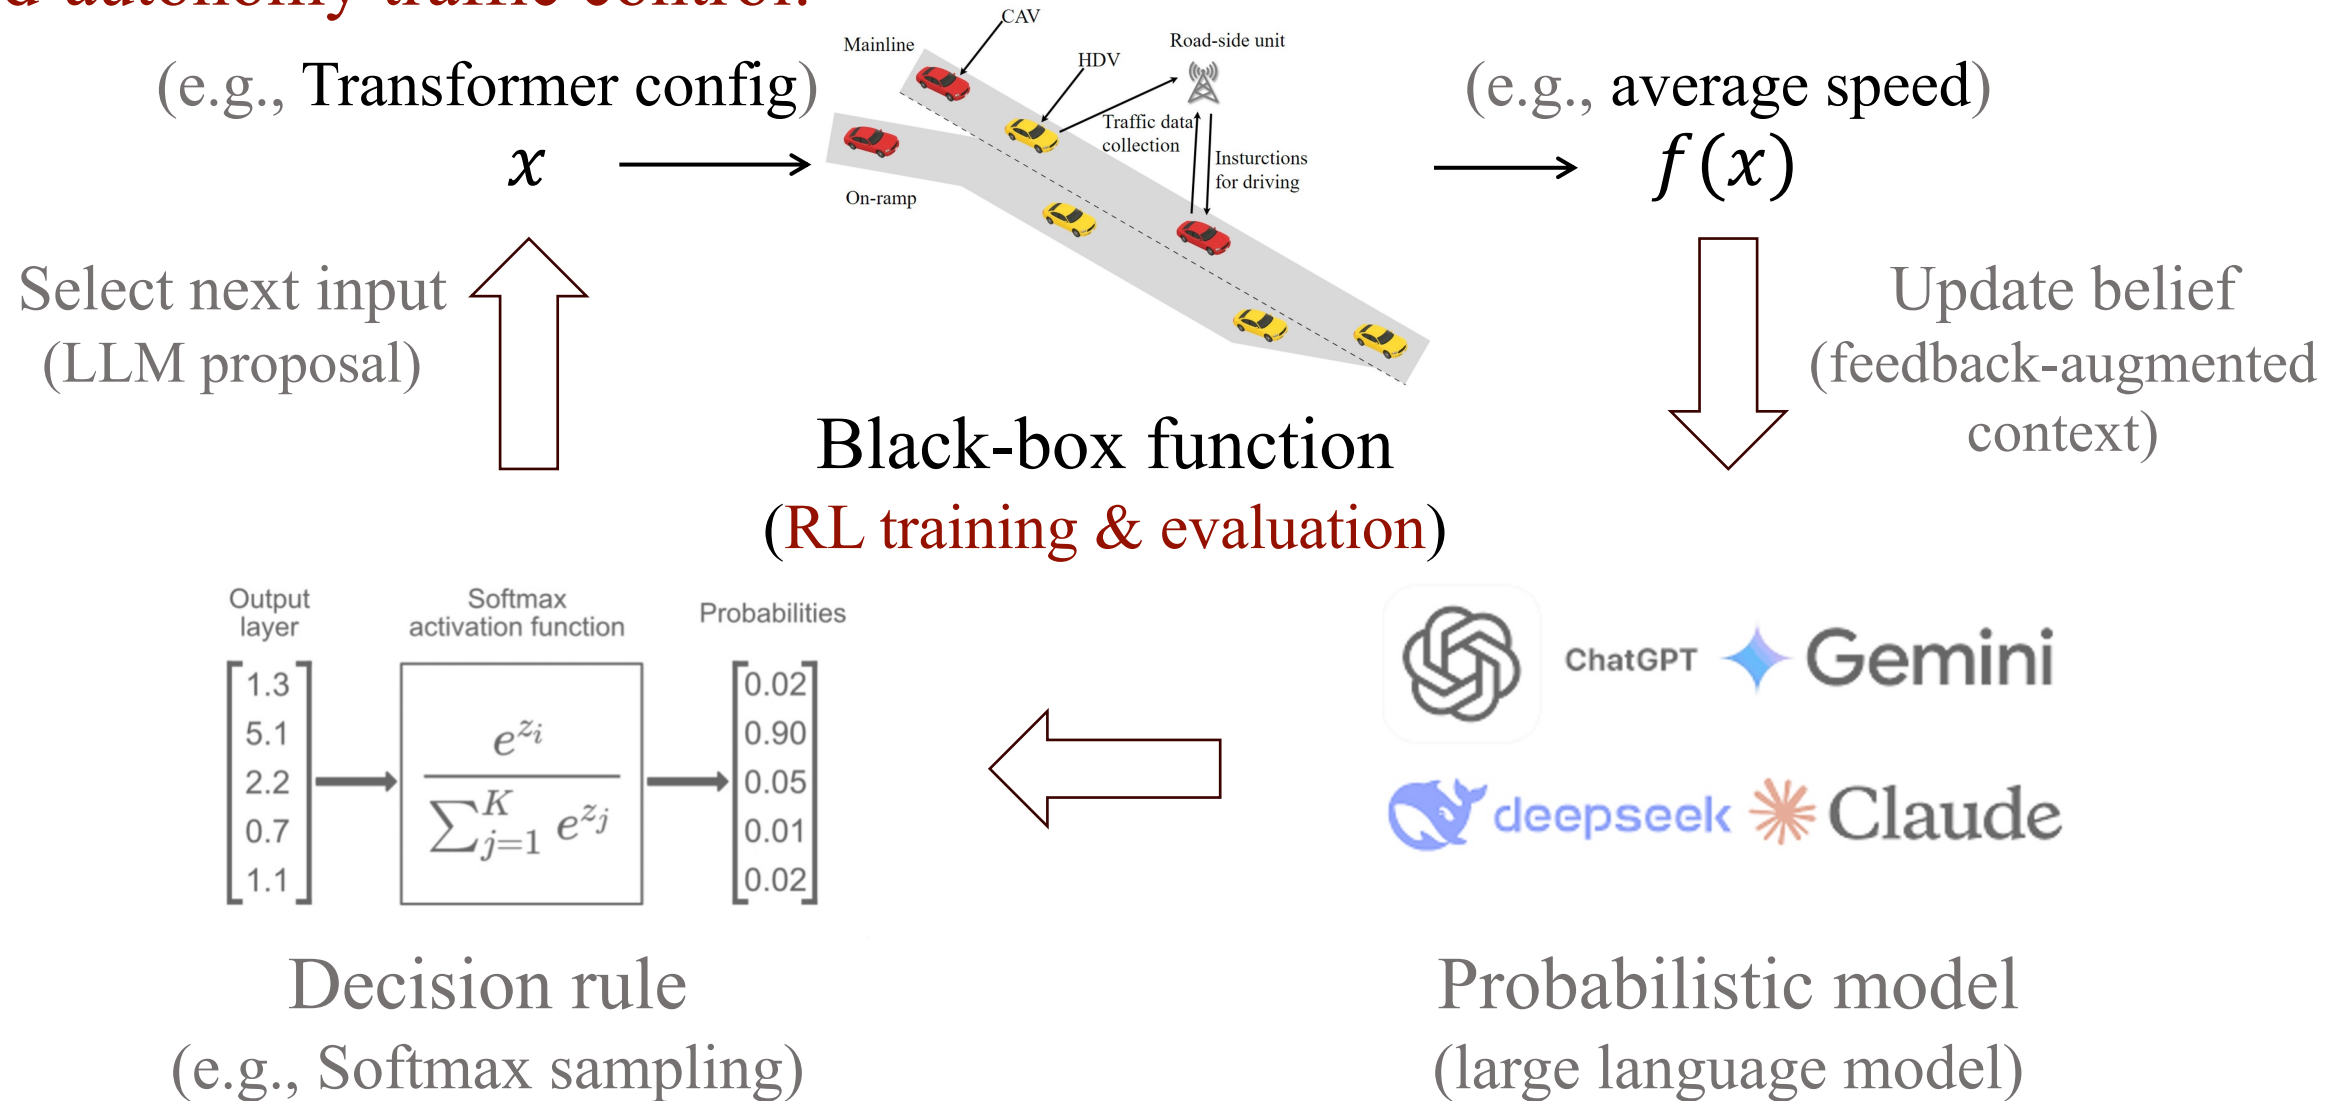 d autonomy traffic control.
(e.g., Transformer config)
x
CAV
Mainline
HDV
Road-side unit
Traffic data
collection
Insturctions
for driving
On-ramp
(e.g., average speed)
f(x)
Select next input
(LLM proposal)
Update belief
(feedback-augmented
context)
Black-box function
(RL training & evaluation)
Output
layer
Softmax
activation function
Probabilities
1.3
5.1
2.2
0.7
1.1
e^{z_i}
∑_{j=1}^{K} e^{z_j}
0.02
0.90
0.05
0.01
0.02
ChatGPT
Gemini
deepseek
Claude
Decision rule
(e.g., Softmax sampling)
Probabilistic model
(large language model)